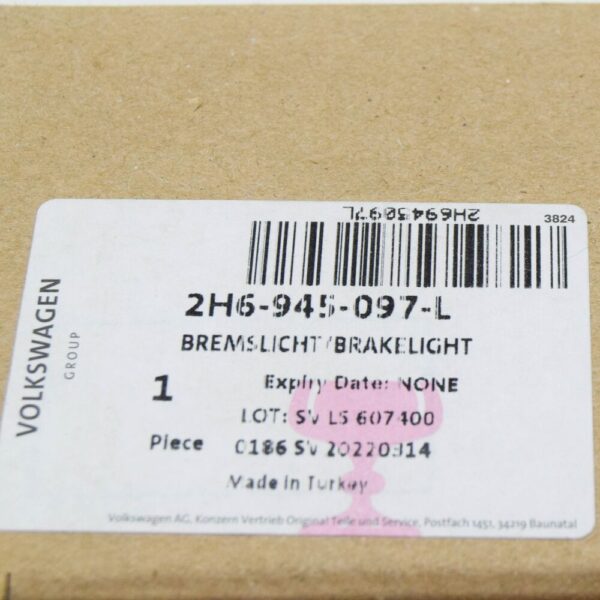 VOLKSWAGEN
GROUP
2H6945097L
3824
2H6-945-097-L
BREMSLICHT/BRAKELIGHT
1
Expiry Date: NONE
LOT: SV LS 607400
Piece
0186 SV 20220314
Made in Turkey
Volkswagen AG, Konzern Vertrieb Original Teile und Service, Postfach 1451, 34219 Baunatal